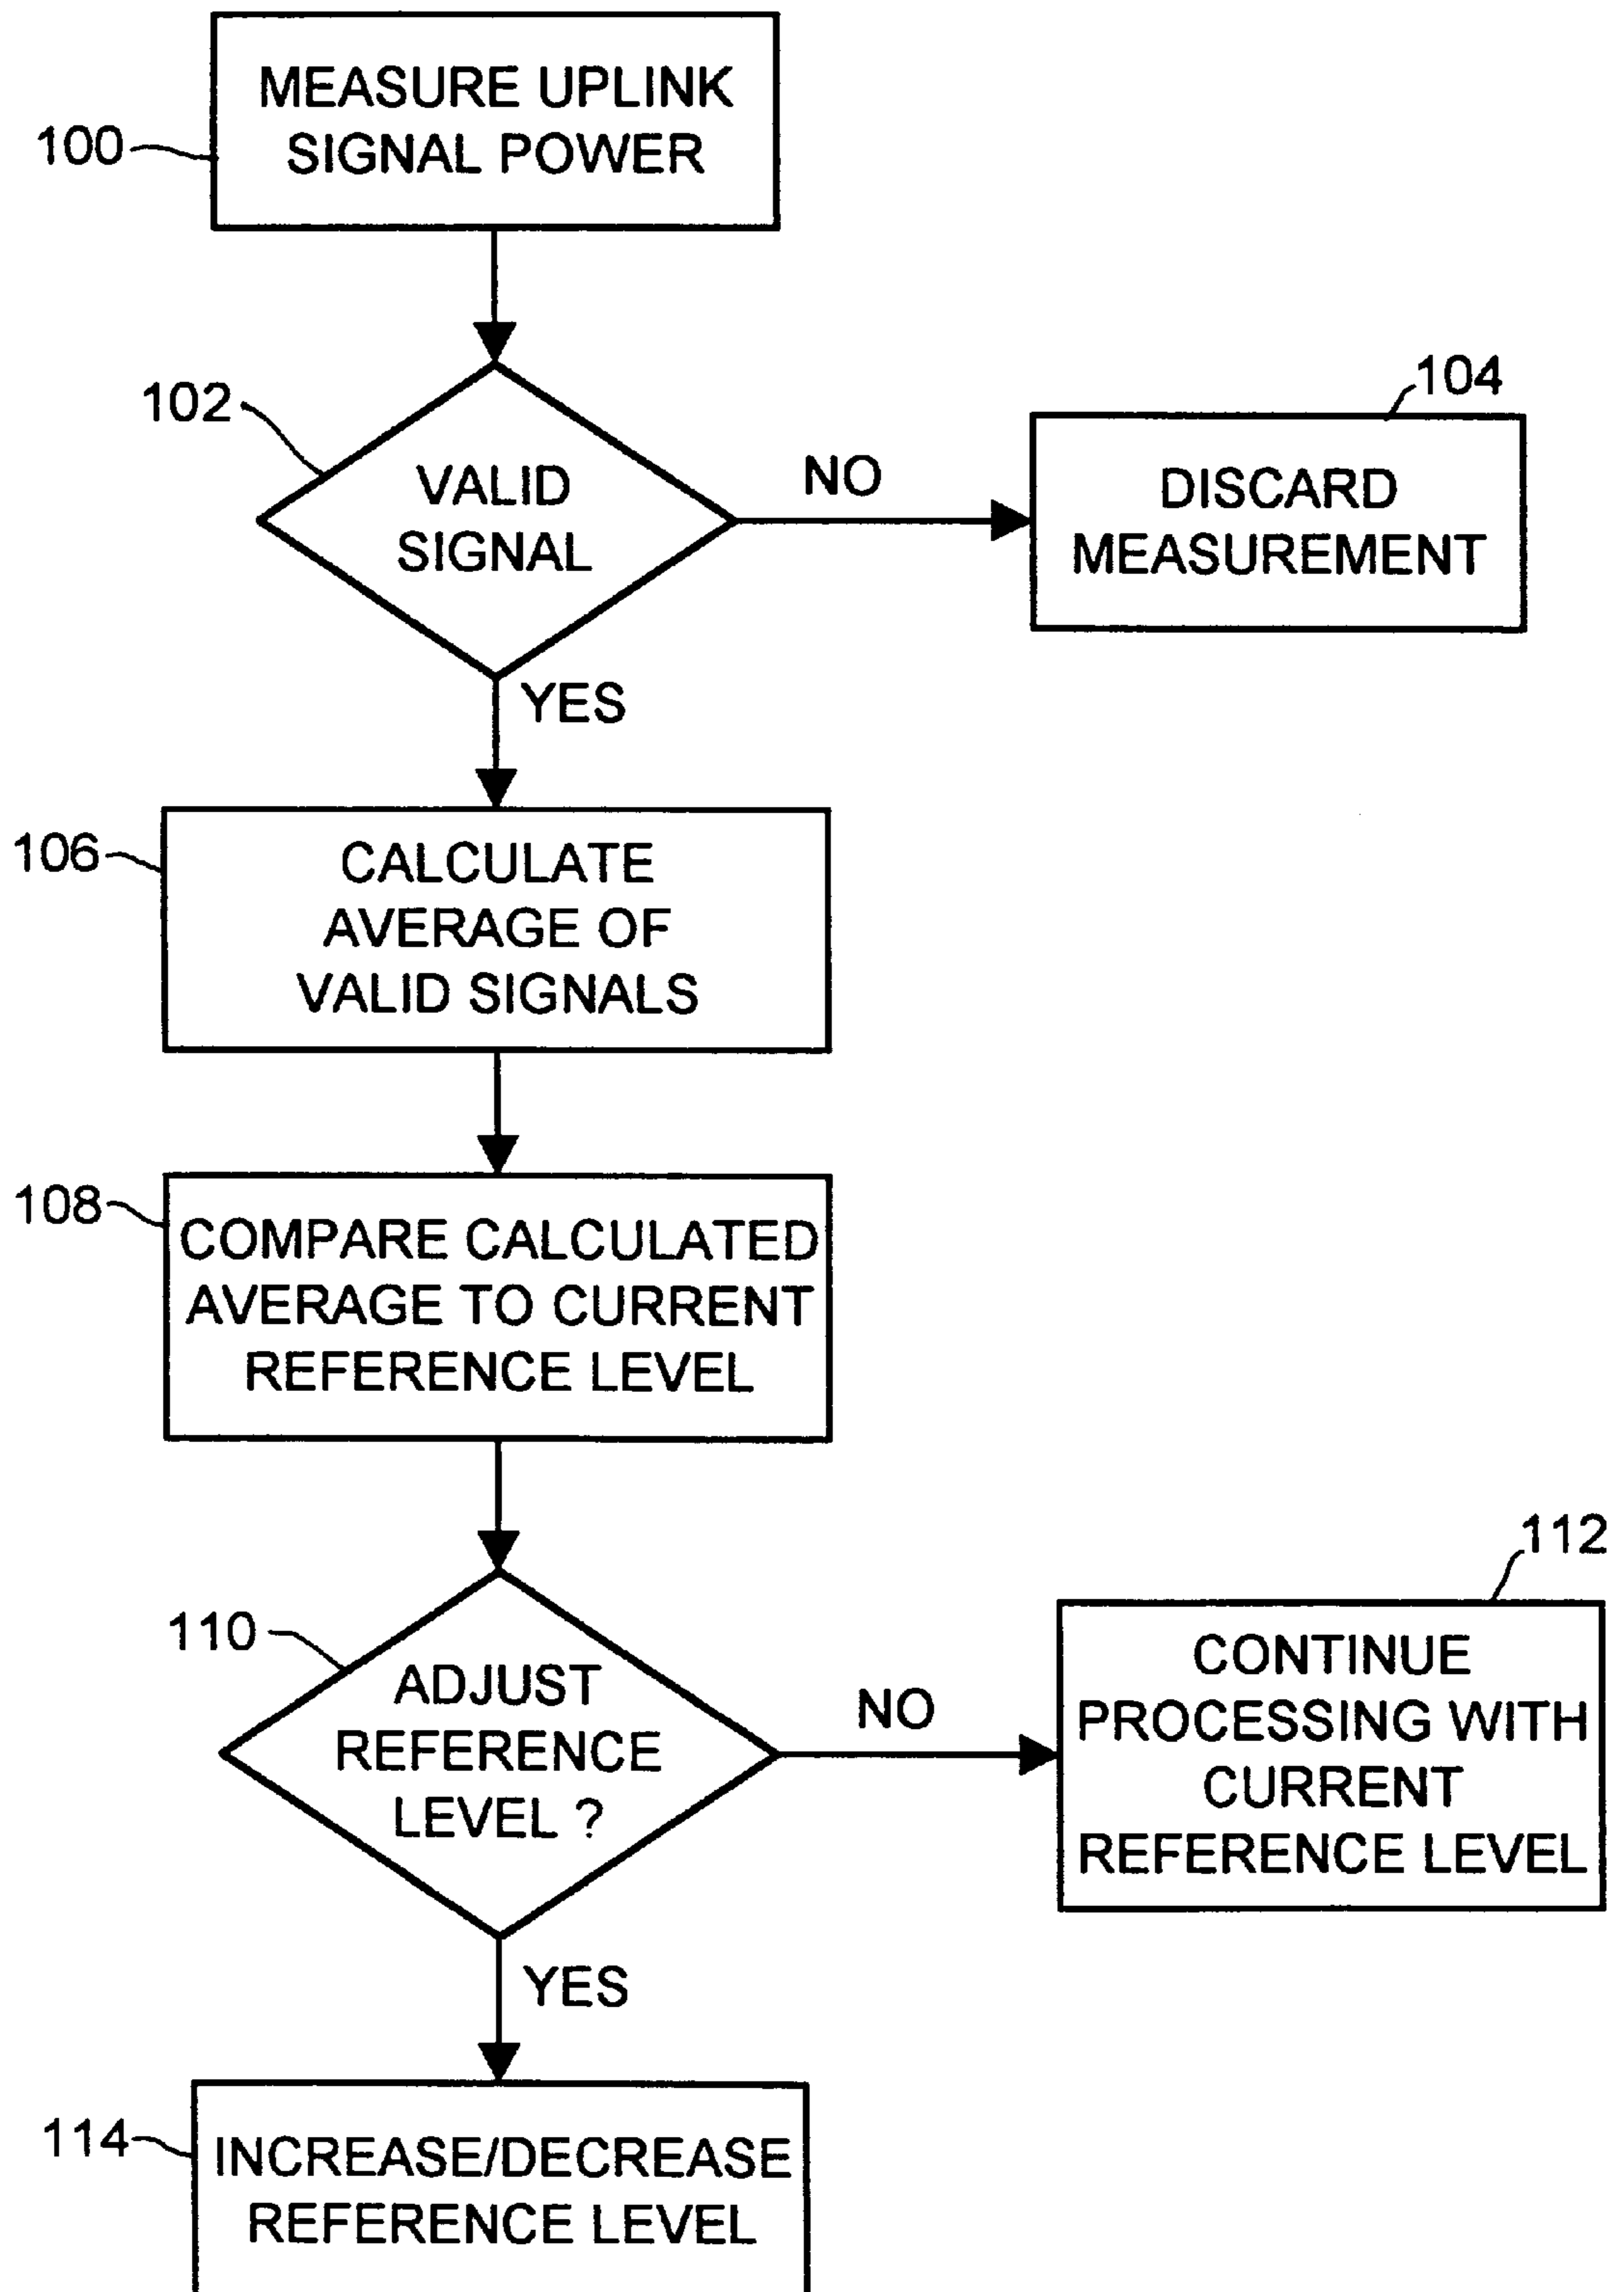 MEASURE UPLINK
SIGNAL POWER
100
102
VALID
SIGNAL
NO
104
DISCARD
MEASUREMENT
YES
106
CALCULATE
AVERAGE OF
VALID SIGNALS
108
COMPARE CALCULATED
AVERAGE TO CURRENT
REFERENCE LEVEL
110
ADJUST
REFERENCE
LEVEL ?
NO
112
CONTINUE
PROCESSING WITH
CURRENT
REFERENCE LEVEL
YES
114
INCREASE/DECREASE
REFERENCE LEVEL